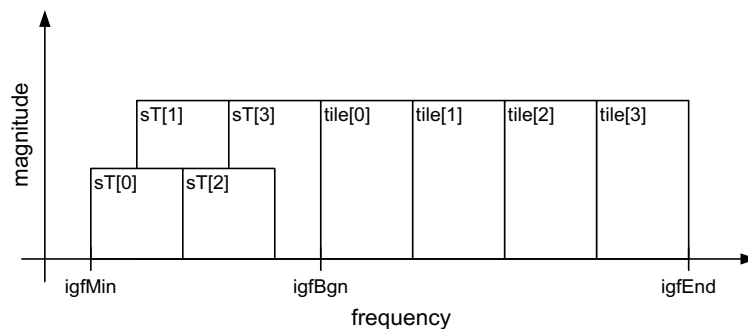 magnitude
sT[1]
sT[3]
tile[0]
tile[1]
tile[2]
tile[3]
sT[0]
sT[2]
igfMin
igfBgn
igfEnd
frequency